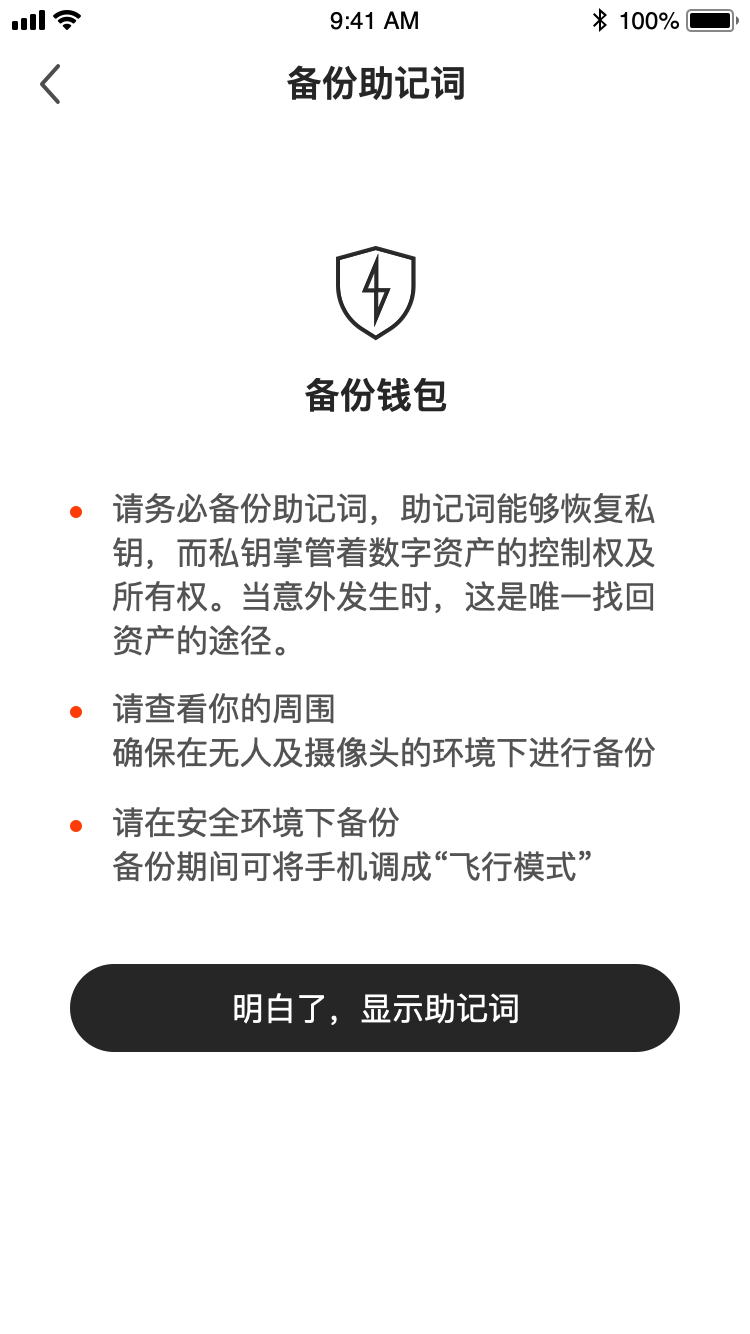 9:41 AM
100%
备份助记词
备份钱包
请务必备份助记词，助记词能够恢复私
钥，而私钥掌管着数字资产的控制权及
所有权。当意外发生时，这是唯一找回
资产的途径。
请查看你的周围
确保在无人及摄像头的环境下进行备份
请在安全环境下备份
备份期间可将手机调成“飞行模式”
明白了，显示助记词